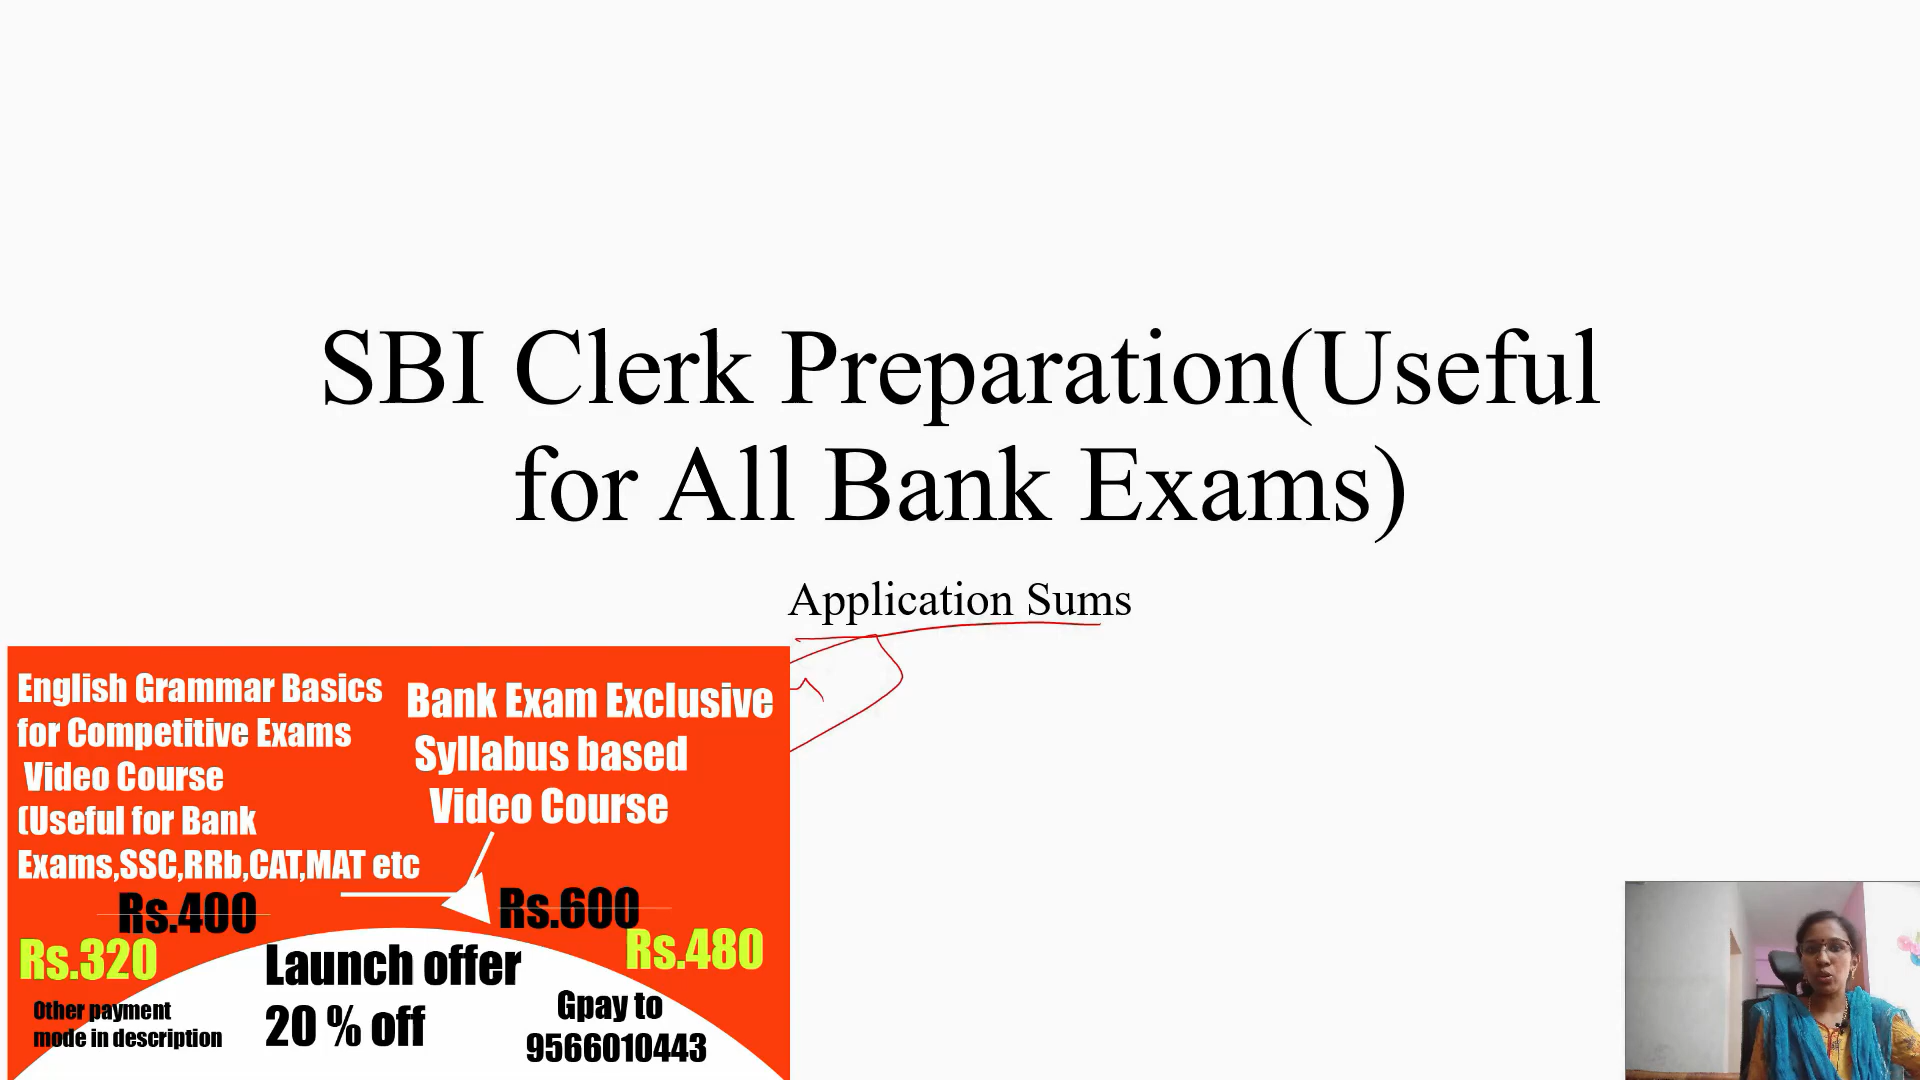 SBI Clerk Preparation(Useful
for All Bank Exams)
Application Sums
English Grammar Basics
for Competitive Exams
Video Course
(Useful for Bank
Exams,SSC,RRb,CAT,MAT etc
Rs.400
Rs.320
Bank Exam Exclusive
Syllabus based
Video Course
Rs.600
Rs.480
Launch offer
20 % off
Other payment
mode in description
Gpay to
9566010443